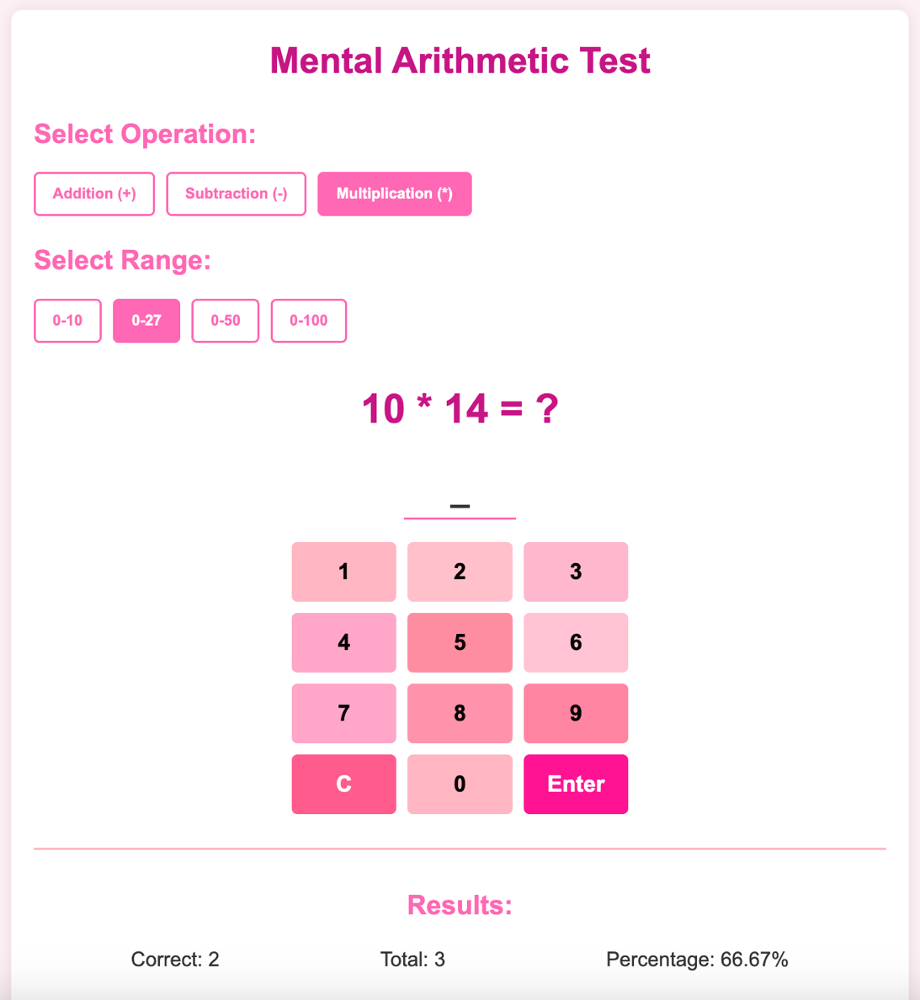 Mental Arithmetic Test
Select Operation:
Addition (+) Subtraction (-) Multiplication (*)
Select Range:
0-10 0-27 0-50 0-100
10 * 14 = ?
_
1 2 3
4 5 6
7 8 9
C 0 Enter
Results:
Correct: 2 Total: 3 Percentage: 66.67%